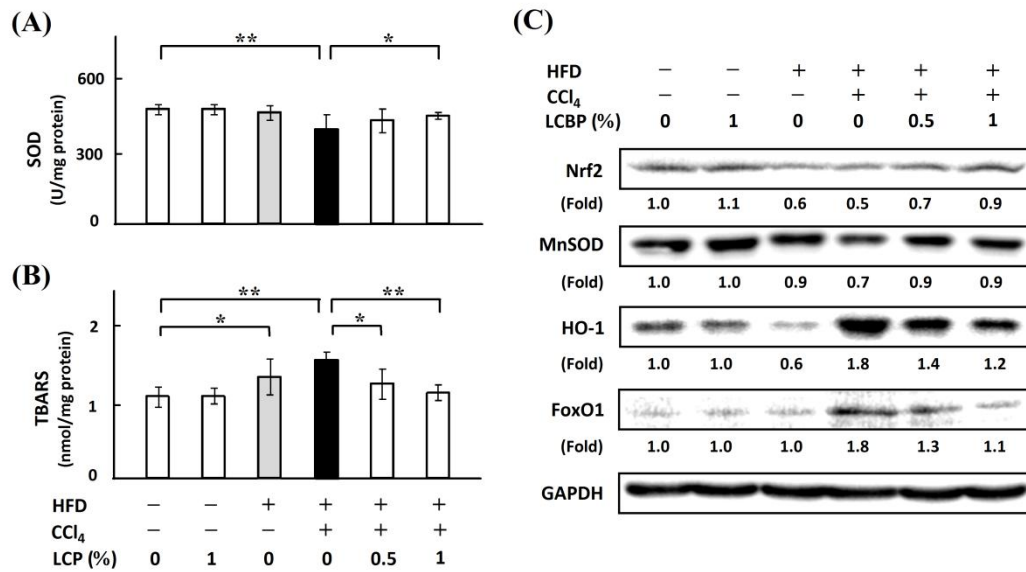 (A)
** *
600
300
0
SOD
(U/mg protein)
(B)
** **
* *
2
1
0
TBARS
(nmol/mg protein)
HFD − − + + + +
CCl₄ − − − + + +
LCP (%) 0 1 0 0 0.5 1
(C)
HFD − − + + + +
CCl₄ − − − + + +
LCBP (%) 0 1 0 0 0.5 1
Nrf2
(Fold) 1.0 1.1 0.6 0.5 0.7 0.9
MnSOD
(Fold) 1.0 1.0 0.9 0.7 0.9 0.9
HO-1
(Fold) 1.0 1.0 0.6 1.8 1.4 1.2
FoxO1
(Fold) 1.0 1.0 1.0 1.8 1.3 1.1
GAPDH